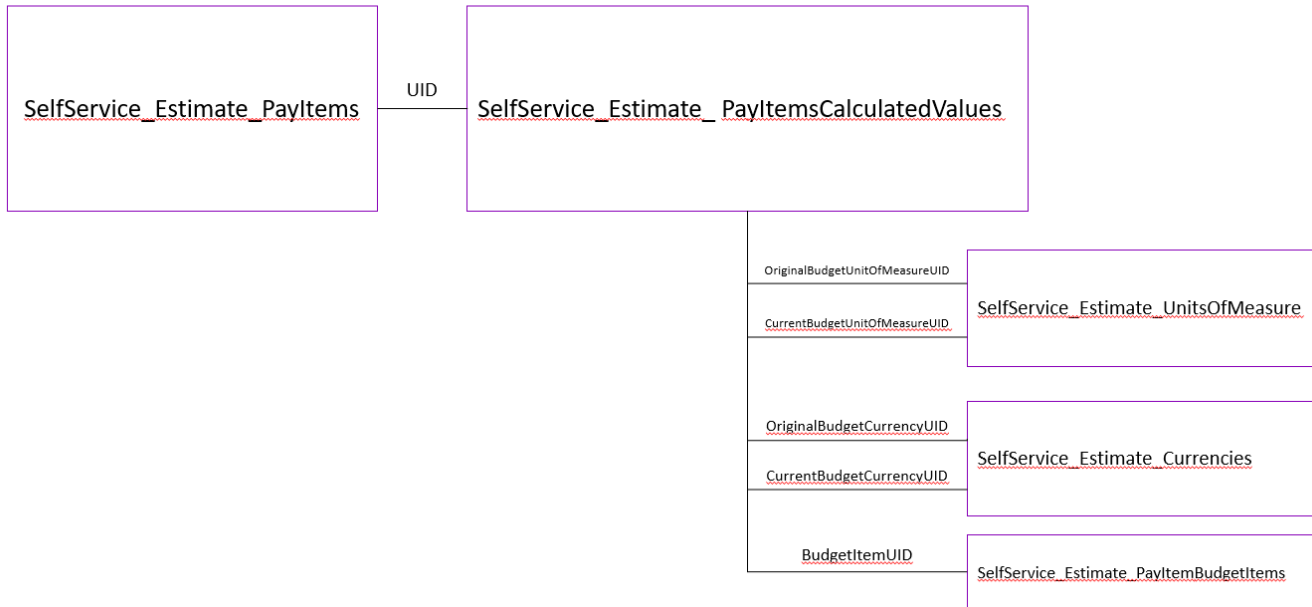 SelfService_Estimate_PayItems
UID
SelfService_Estimate_ PayItemsCalculatedValues
OriginalBudgetUnitOfMeasureUID
CurrentBudgetUnitOfMeasureUID
SelfService_Estimate_UnitsOfMeasure
OriginalBudgetCurrencyUID
CurrentBudgetCurrencyUID
SelfService_Estimate_Currencies
BudgetItemUID
SelfService_Estimate_PayItemBudgetItems